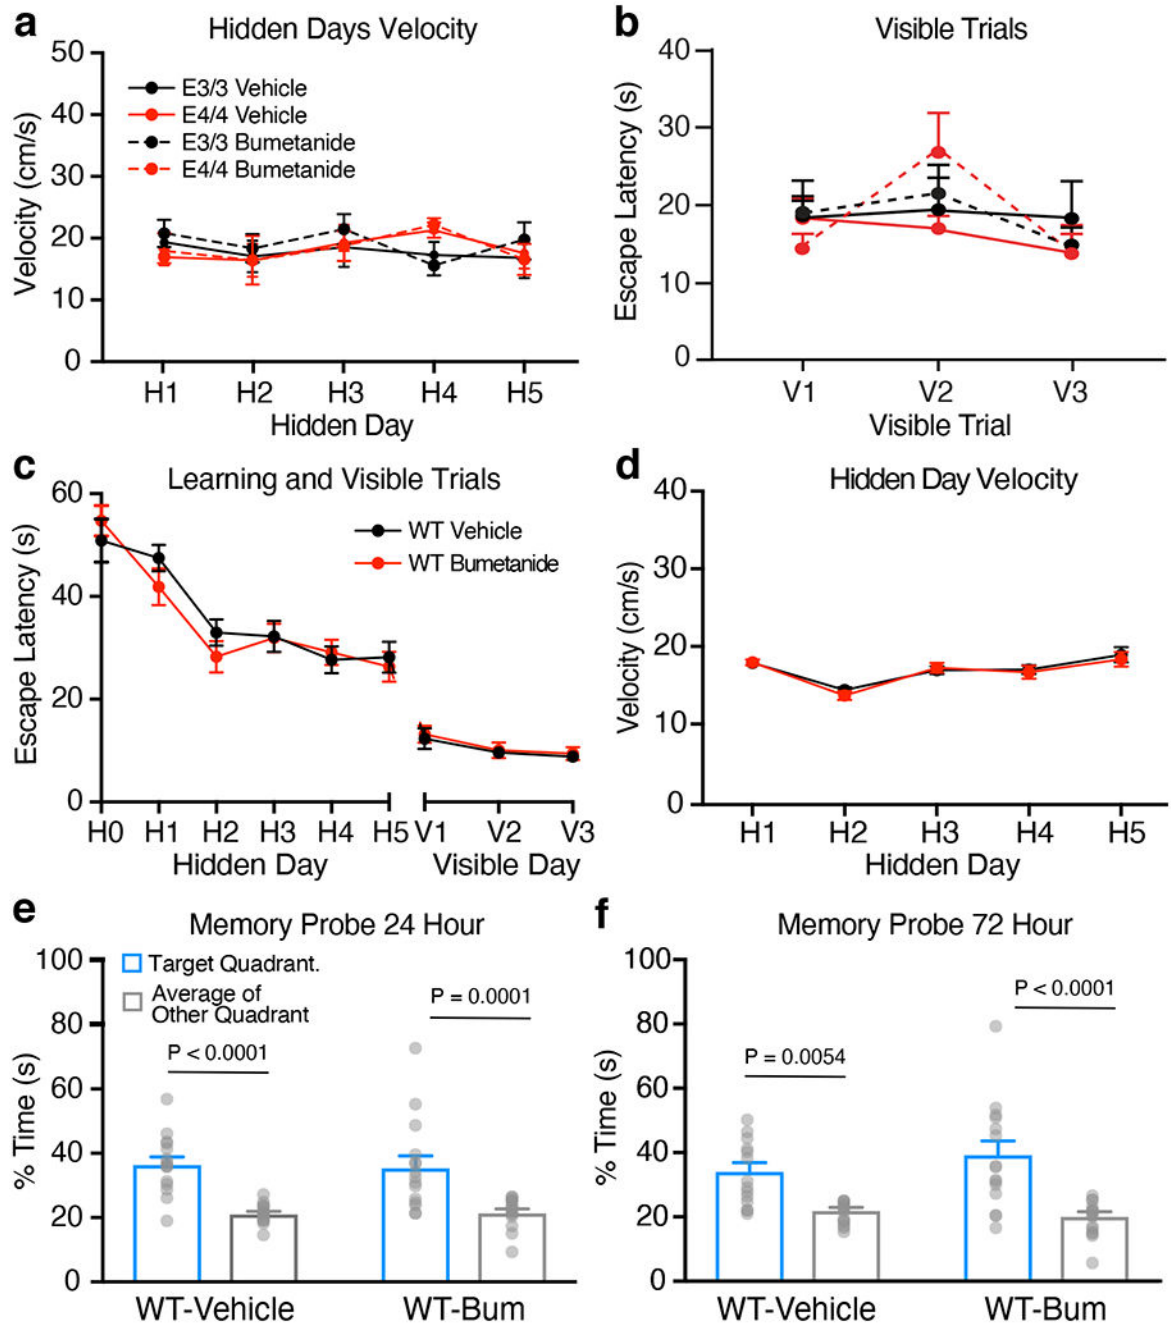 a
Hidden Days Velocity
50
40
30
20
10
0
Velocity (cm/s)
E3/3 Vehicle
E4/4 Vehicle
E3/3 Bumetanide
E4/4 Bumetanide
H1 H2 H3 H4 H5
Hidden Day
b
Visible Trials
40
30
20
10
0
Escape Latency (s)
V1 V2 V3
Visible Trial
c
Learning and Visible Trials
60
40
20
0
Escape Latency (s)
WT Vehicle
WT Bumetanide
H0 H1 H2 H3 H4 H5 V1 V2 V3
Hidden Day Visible Day
d
Hidden Day Velocity
40
30
20
10
0
Velocity (cm/s)
H1 H2 H3 H4 H5
Hidden Day
e
Memory Probe 24 Hour
100
80
60
40
20
0
% Time (s)
Target Quadrant.
Average of
Other Quadrant
P < 0.0001
P = 0.0001
WT-Vehicle WT-Bum
f
Memory Probe 72 Hour
100
80
60
40
20
0
% Time (s)
P = 0.0054
P < 0.0001
WT-Vehicle WT-Bum